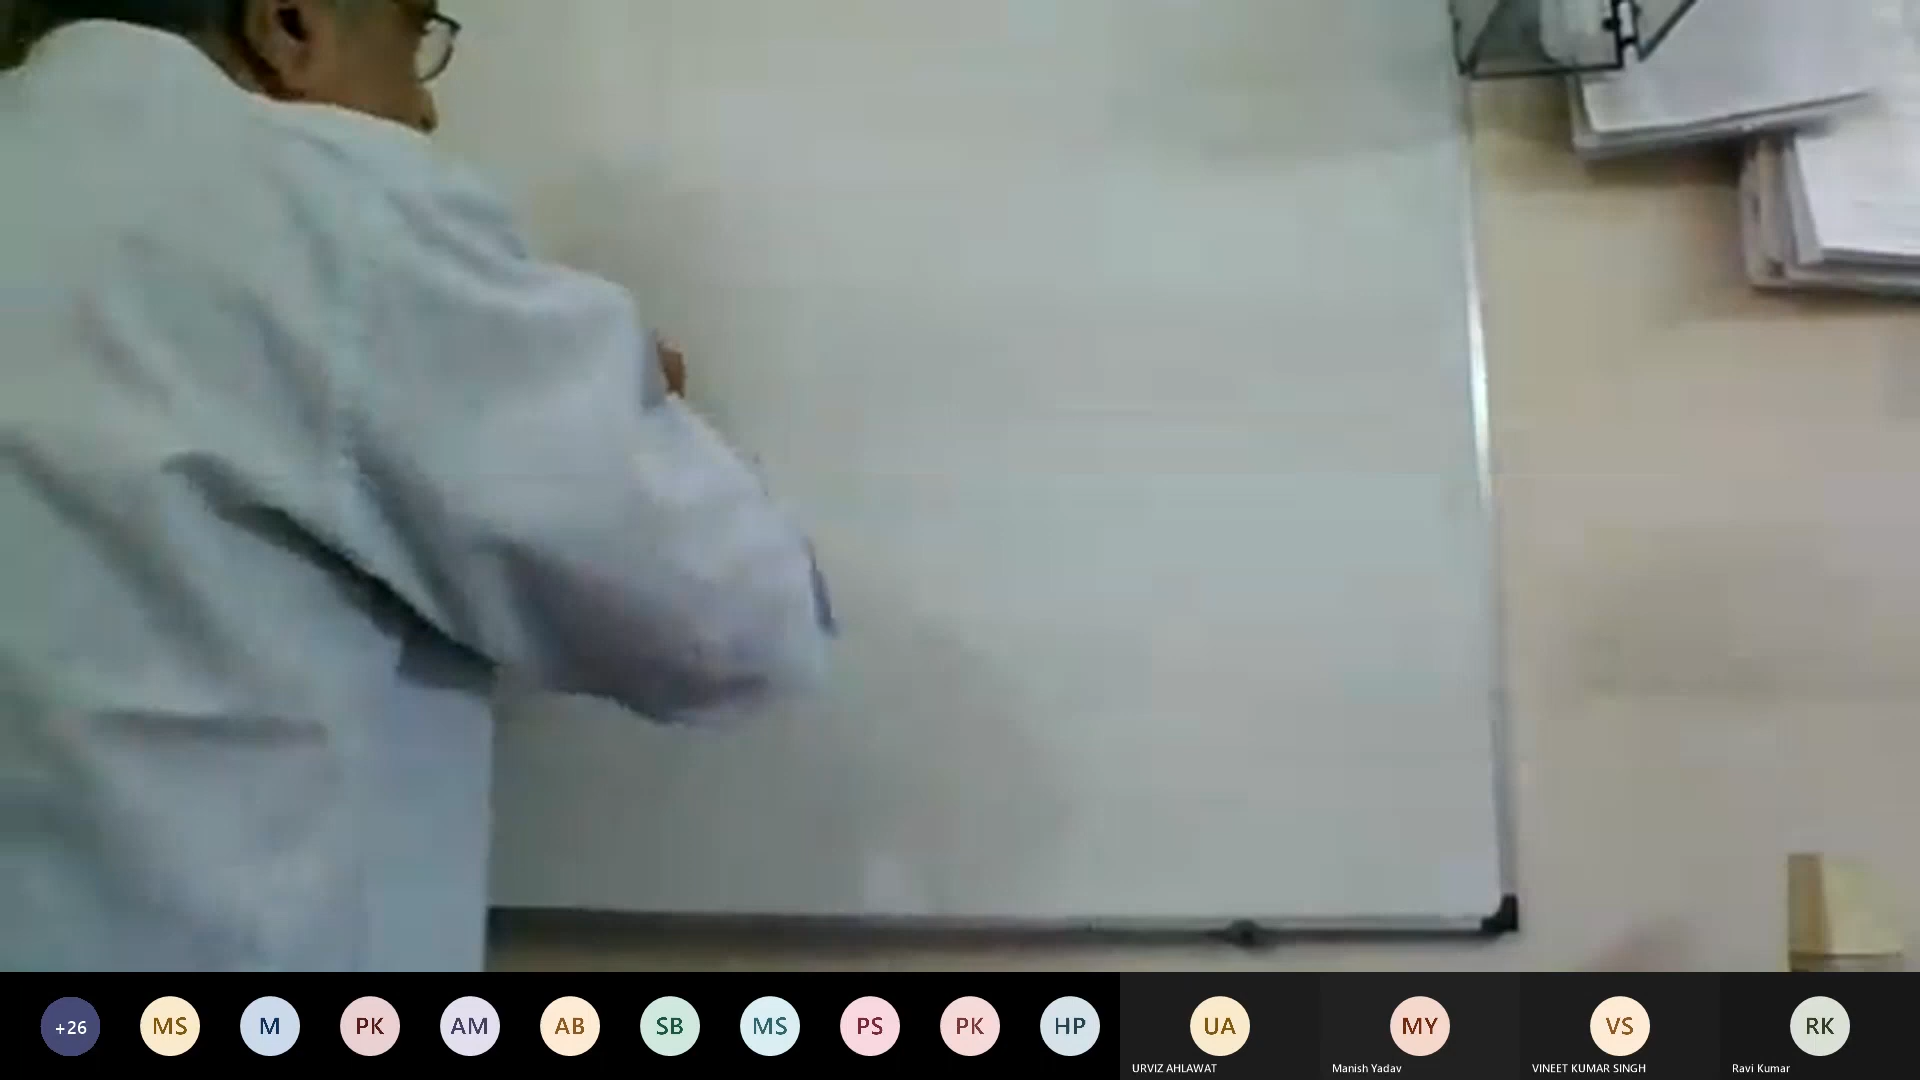 +26 MS M PK AM AB SB MS PS PK HP UA MY VS RK
URVIZ AHLAWAT Manish Yadav VINEET KUMAR SINGH Ravi Kumar